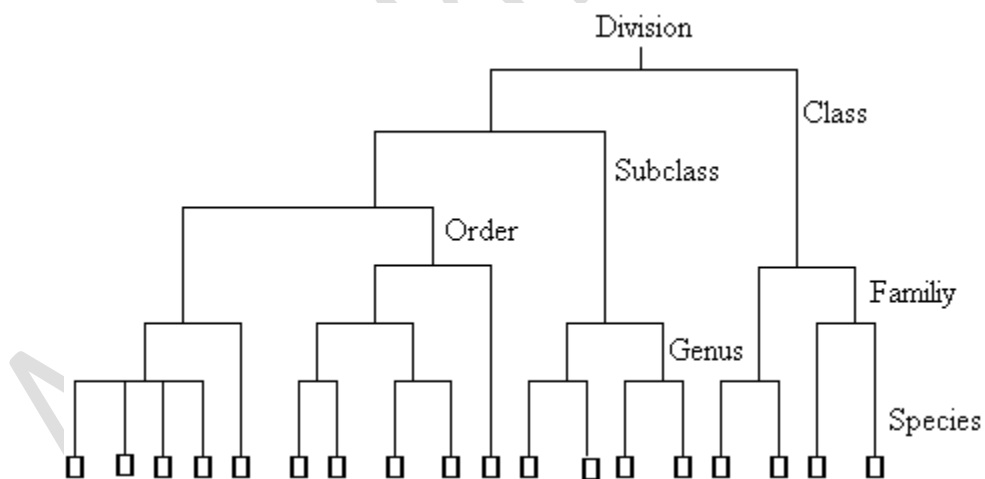 Division
Class
Subclass
Order
Familiy
Genus
Species